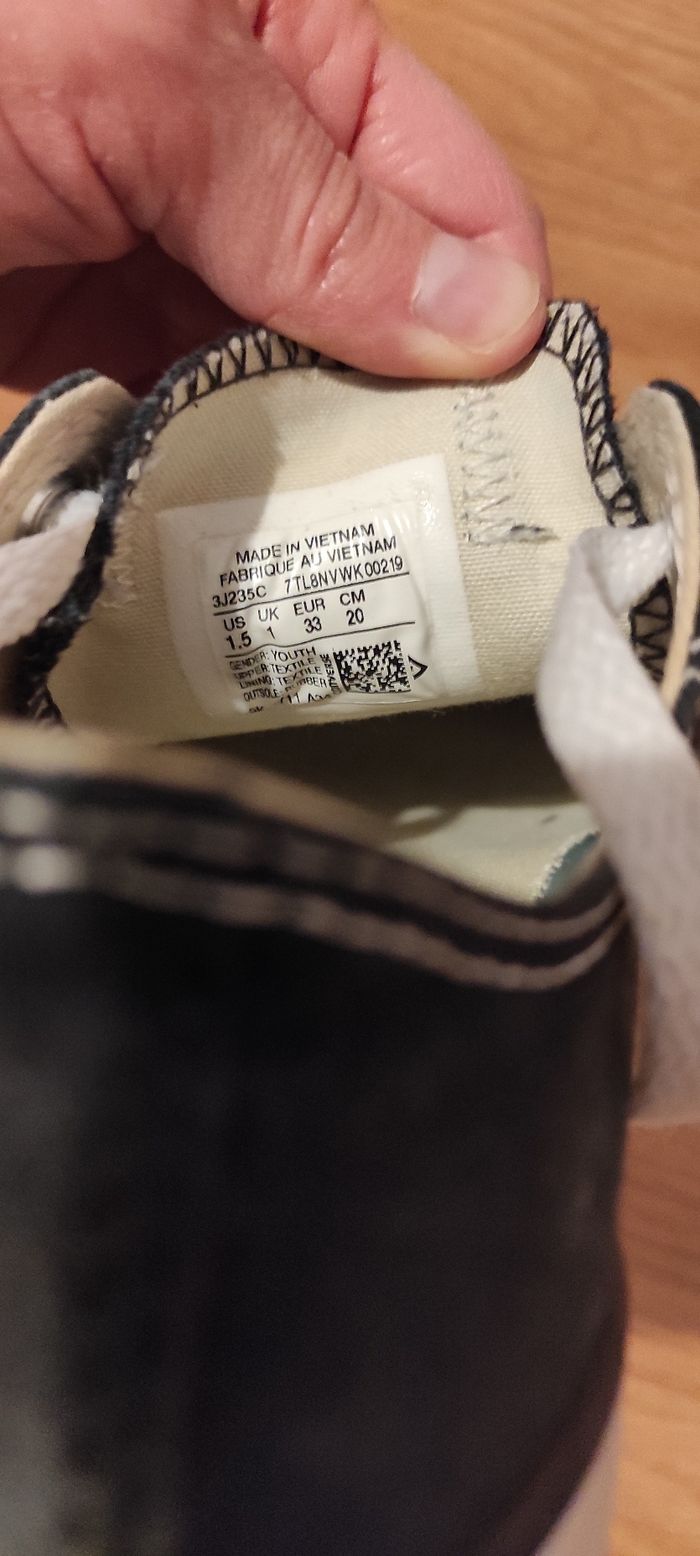 MADE IN VIETNAM
FABRIQUE AU VIETNAM
3J235C 7TL8NVWK00219
US UK EUR CM
1.5 1 33 20
GENDER: YOUTH
UPPER: TEXTILE
LINING: TEXTILE
OUTSOLE: RUBBER